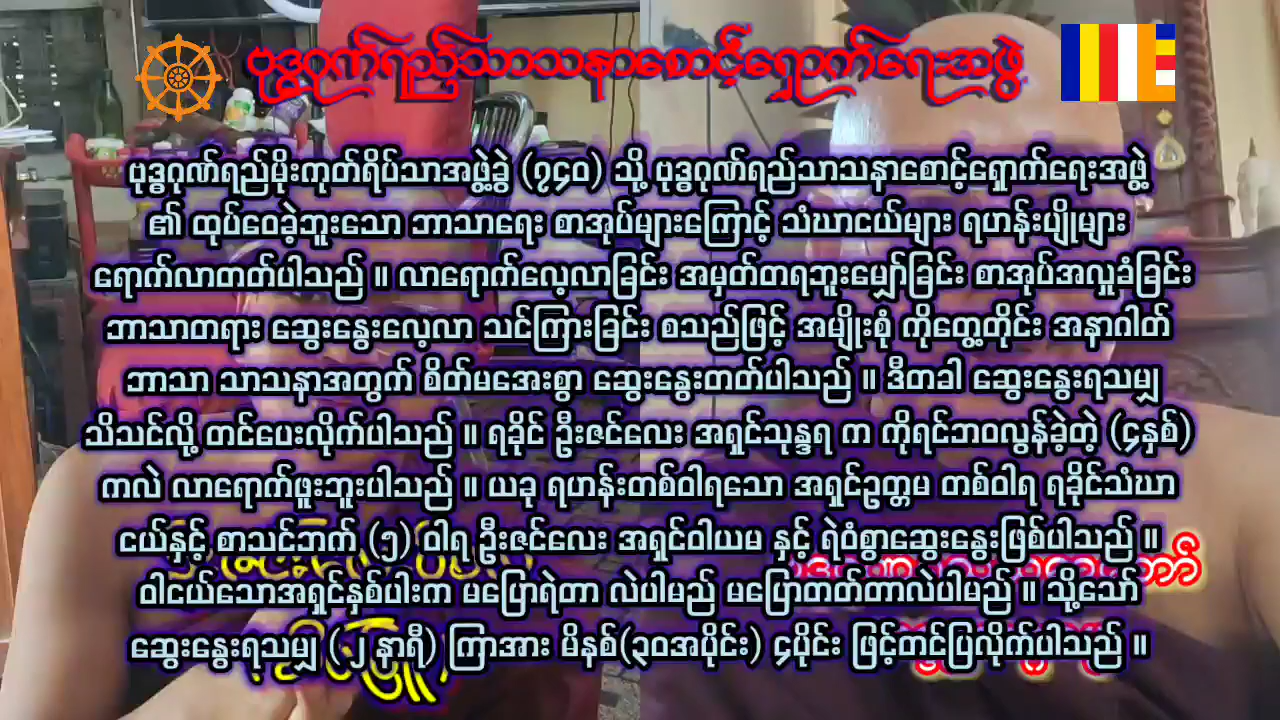 ဗုဒ္ဓဂုဏ်ရည်သာသနာစောင့်ရှောက်ရေးအဖွဲ့
ဗုဒ္ဓဂုဏ်ရည်မိုးကုတ်ရိပ်သာအဖွဲ့ခွဲ (၇၄၀) သို့ ဗုဒ္ဓဂုဏ်ရည်သာသနာစောင့်ရှောက်ရေးအဖွဲ့
၏ ထုပ်ဝေခဲ့ဘူးသော ဘာသာရေး စာအုပ်များကြောင့် သံဃာငယ်များ ရဟန်းပျိုများ
ရောက်လာတတ်ပါသည် ။ လာရောက်လေ့လာခြင်း အမှတ်တရဘူးမျှော်ခြင်း စာအုပ်အလှူခံခြင်း
ဘာသာတရား ဆွေးနွေးလေ့လာ သင်ကြားခြင်း စသည်ဖြင့် အမျိုးစုံ ကိုတွေ့တိုင်း အနာဂါတ်
ဘာသာ သာသနာအတွက် စိတ်မအေးစွာ ဆွေးနွေးတတ်ပါသည် ။ ဒီတခါ ဆွေးနွေးရသမျှ
သိသင်လို့ တင်ပေးလိုက်ပါသည် ။ ရခိုင် ဦးဇင်လေး အရှင်သုန္ဒရ က ကိုရင်ဘဝလွန်ခဲ့တဲ့ (၄နှစ်)
ကလဲ လာရောက်ဖူးဘူးပါသည် ။ ယခု ရဟန်းတစ်ဝါရသော အရှင်ဥတ္တမ တစ်ဝါရ ရခိုင်သံဃာ
ငယ်နှင့် စာသင်ဘက် (၅) ဝါရ ဦးဇင်လေး အရှင်ဝါယမ နှင့် ရဲဝံစွာဆွေးနွေးဖြစ်ပါသည် ။
ဝါငယ်သောအရှင်နှစ်ပါးက မပြောရဲတာ လဲပါမည် မပြောတတ်တာလဲပါမည် ။ သို့သော်
ဆွေးနွေးရသမျှ (၂နာရီ) ကြာအား မိနစ်(၃၀အပိုင်း) ၄ပိုင်း ဖြင့်တင်ပြလိုက်ပါသည် ။